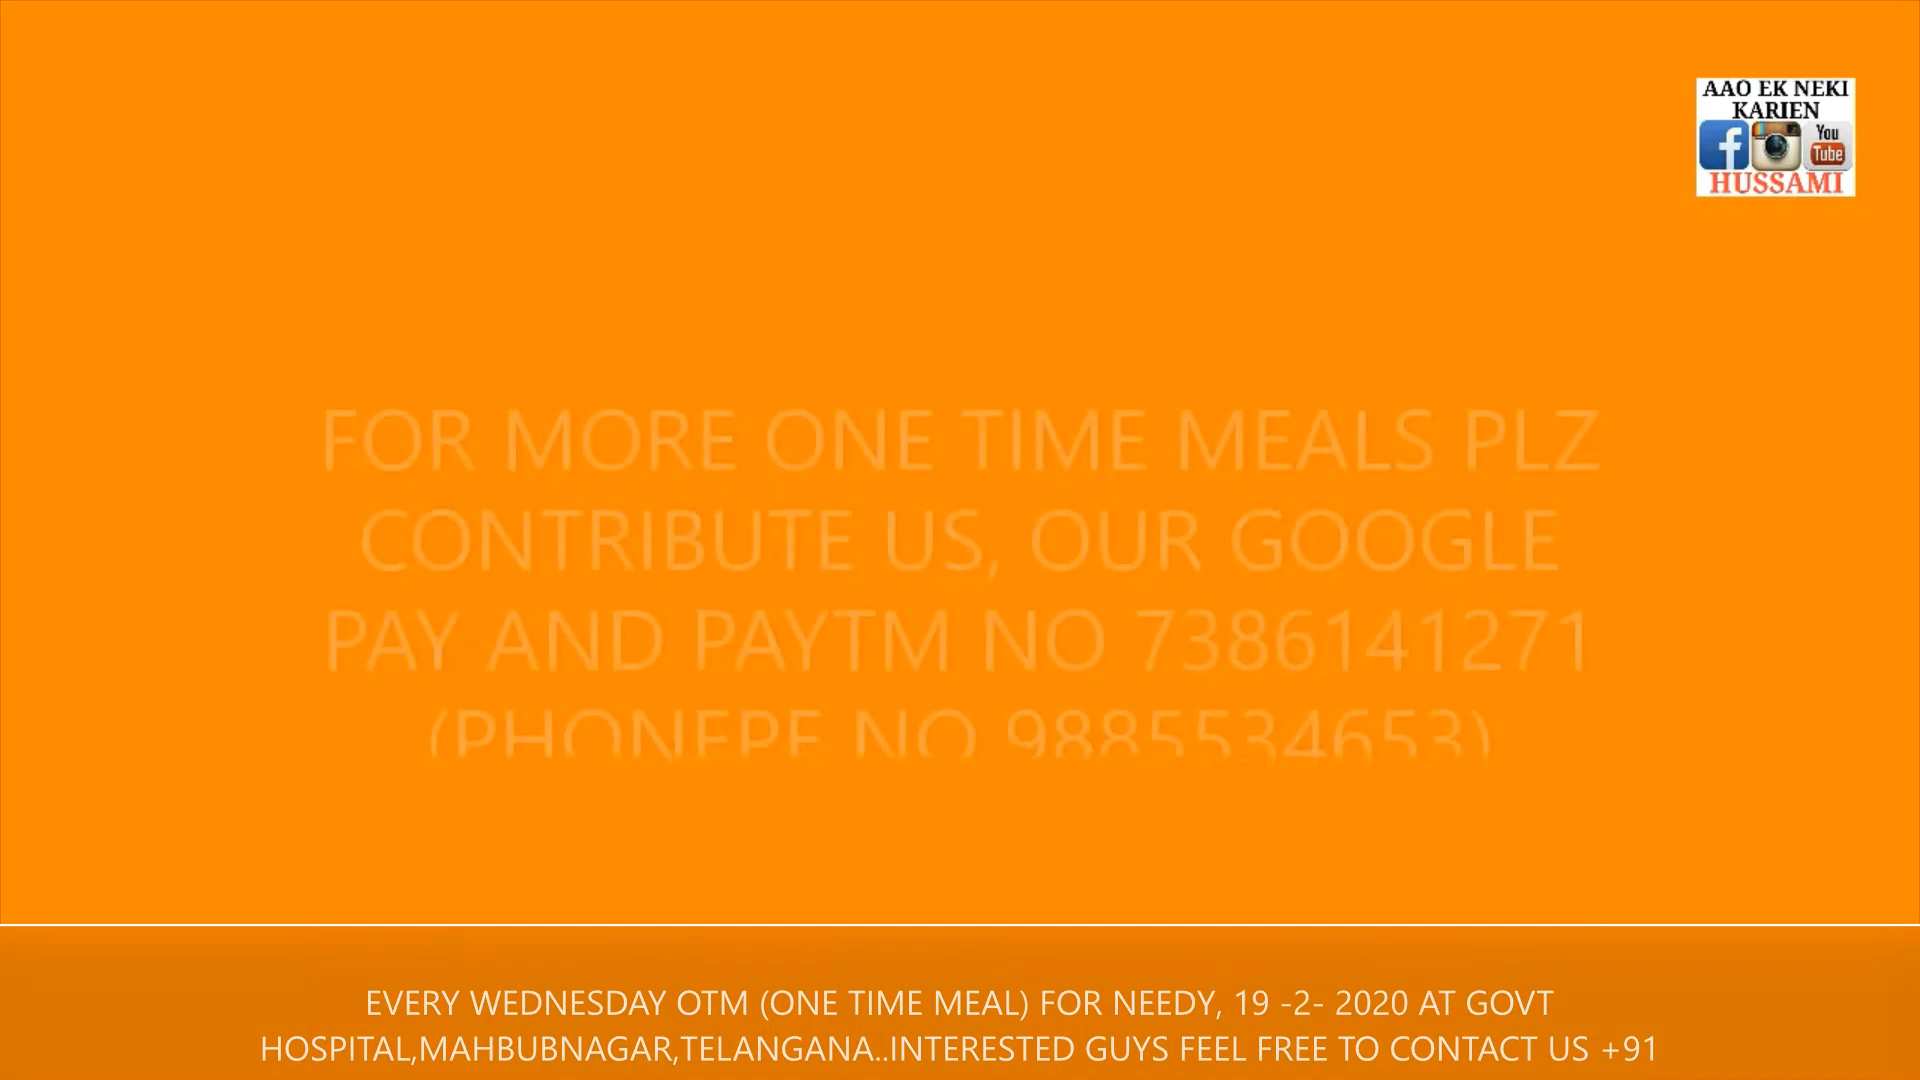 AAO EK NEKI
KARIEN
f
You
Tube
HUSSAMI
FOR MORE ONE TIME MEALS PLZ
CONTRIBUTE US, OUR GOOGLE
PAY AND PAYTM NO 7386141271
(PHONEPE NO 9885534653)
EVERY WEDNESDAY OTM (ONE TIME MEAL) FOR NEEDY, 19 -2- 2020 AT GOVT
HOSPITAL,MAHBUBNAGAR,TELANGANA..INTERESTED GUYS FEEL FREE TO CONTACT US +91